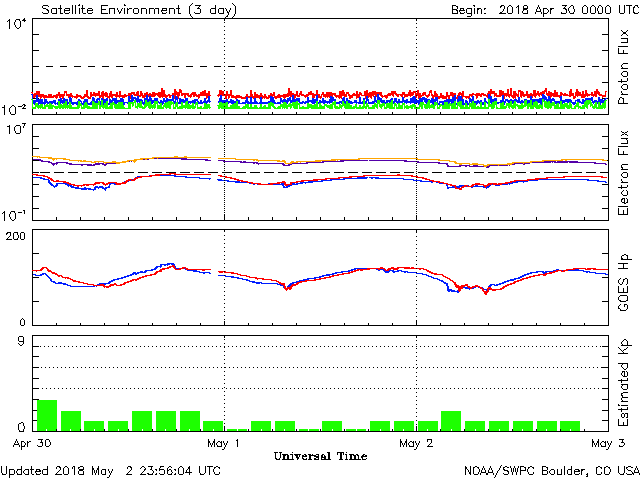 Satellite Environment (3 day) Begin: 2018 Apr 30 0000 UTC
10^4
10^-2
Proton Flux
10^7
10^-1
Electron Flux
200
0
GOES Hp
9
0
Estimated Kp
Apr 30 May 1 May 2 May 3
Universal Time
Updated 2018 May 2 23:56:04 UTC NOAA/SWPC Boulder, CO USA